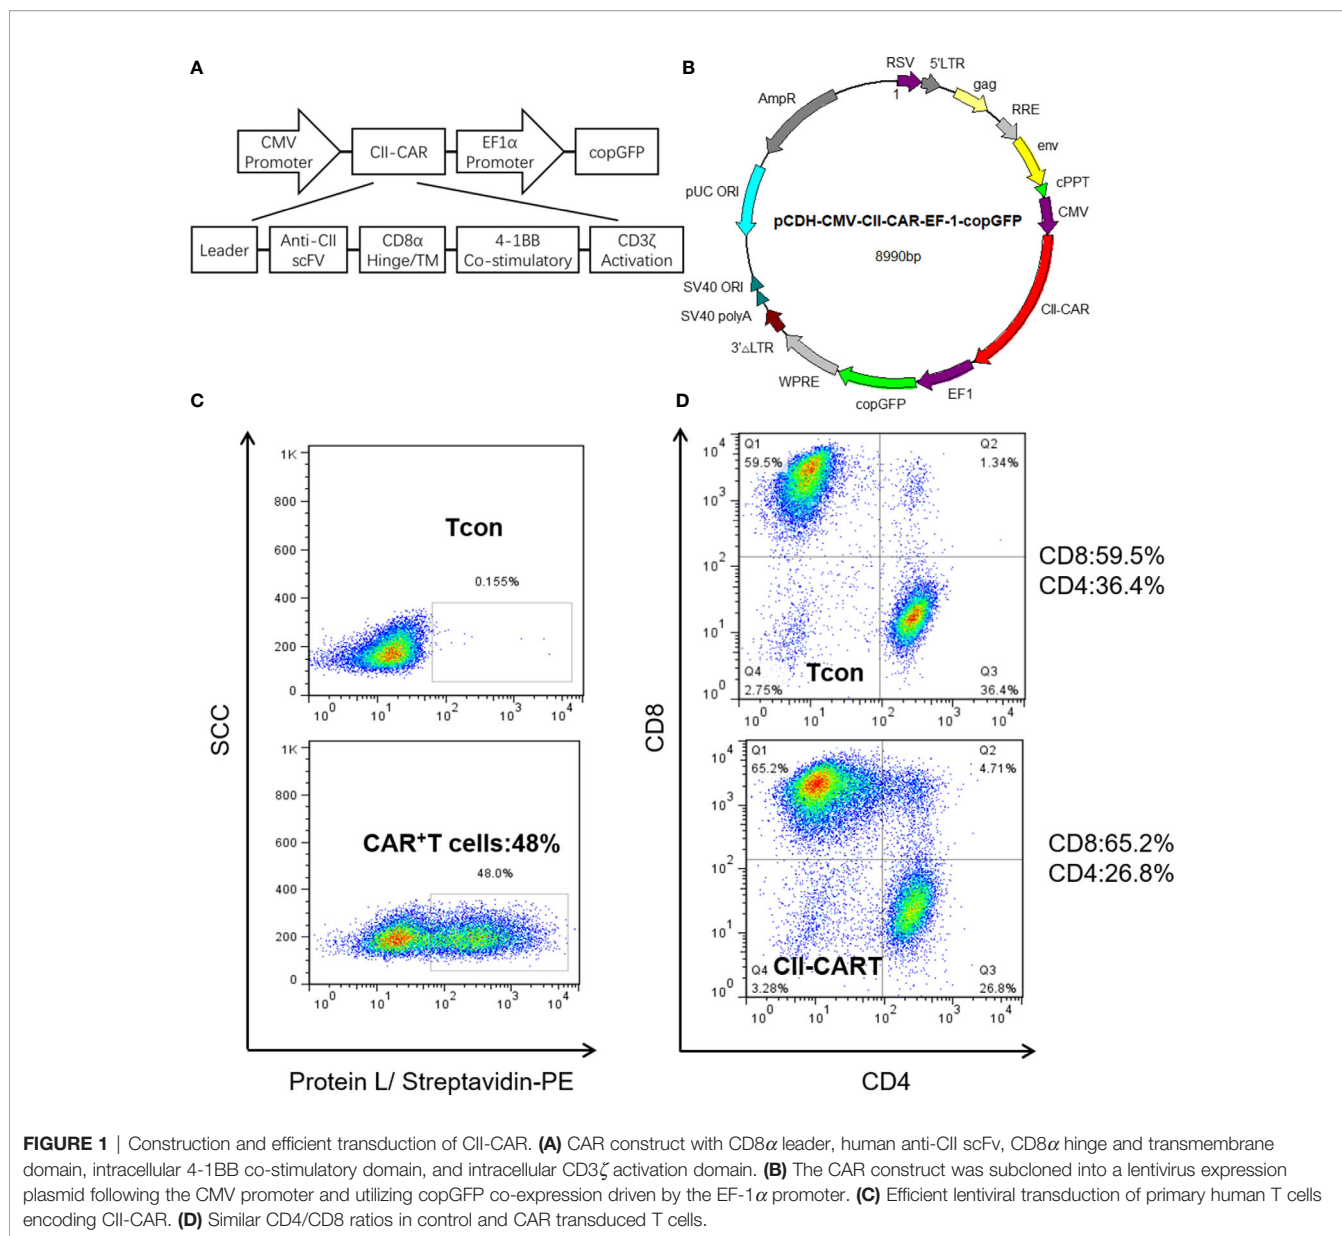 A
CMV
Promoter
CII-CAR
EF1α
Promoter
copGFP
Leader
Anti-CII
scFV
CD8α
Hinge/TM
4-1BB
Co-stimulatory
CD3ζ
Activation
B
RSV
5'LTR
1
gag
RRE
env
cPPT
CMV
CII-CAR
EF1
copGFP
WPRE
3'△LTR
SV40 polyA
SV40 ORI
pUC ORI
AmpR
pCDH-CMV-CII-CAR-EF-1-copGFP
8990bp
C
SCC
1K
800
600
400
200
0
Tcon
0.155%
10^0 10^1 10^2 10^3 10^4
1K
800
600
400
200
0
CAR+T cells:48%
48.0%
10^0 10^1 10^2 10^3 10^4
Protein L/ Streptavidin-PE
D
CD8
10^4
10^3
10^2
10^1
10^0
Q1
59.5%
Q2
1.34%
Q4
2.75%
Tcon
Q3
36.4%
10^0 10^1 10^2 10^3 10^4
CD8:59.5%
CD4:36.4%
10^4
10^3
10^2
10^1
10^0
Q1
65.2%
Q2
4.71%
Q4
3.28%
CII-CART
Q3
26.8%
10^0 10^1 10^2 10^3 10^4
CD8:65.2%
CD4:26.8%
CD4
FIGURE 1 | Construction and efficient transduction of CII-CAR. (A) CAR construct with CD8α leader, human anti-CII scFv, CD8α hinge and transmembrane
domain, intracellular 4-1BB co-stimulatory domain, and intracellular CD3ζ activation domain. (B) The CAR construct was subcloned into a lentivirus expression
plasmid following the CMV promoter and utilizing copGFP co-expression driven by the EF-1α promoter. (C) Efficient lentiviral transduction of primary human T cells
encoding CII-CAR. (D) Similar CD4/CD8 ratios in control and CAR transduced T cells.